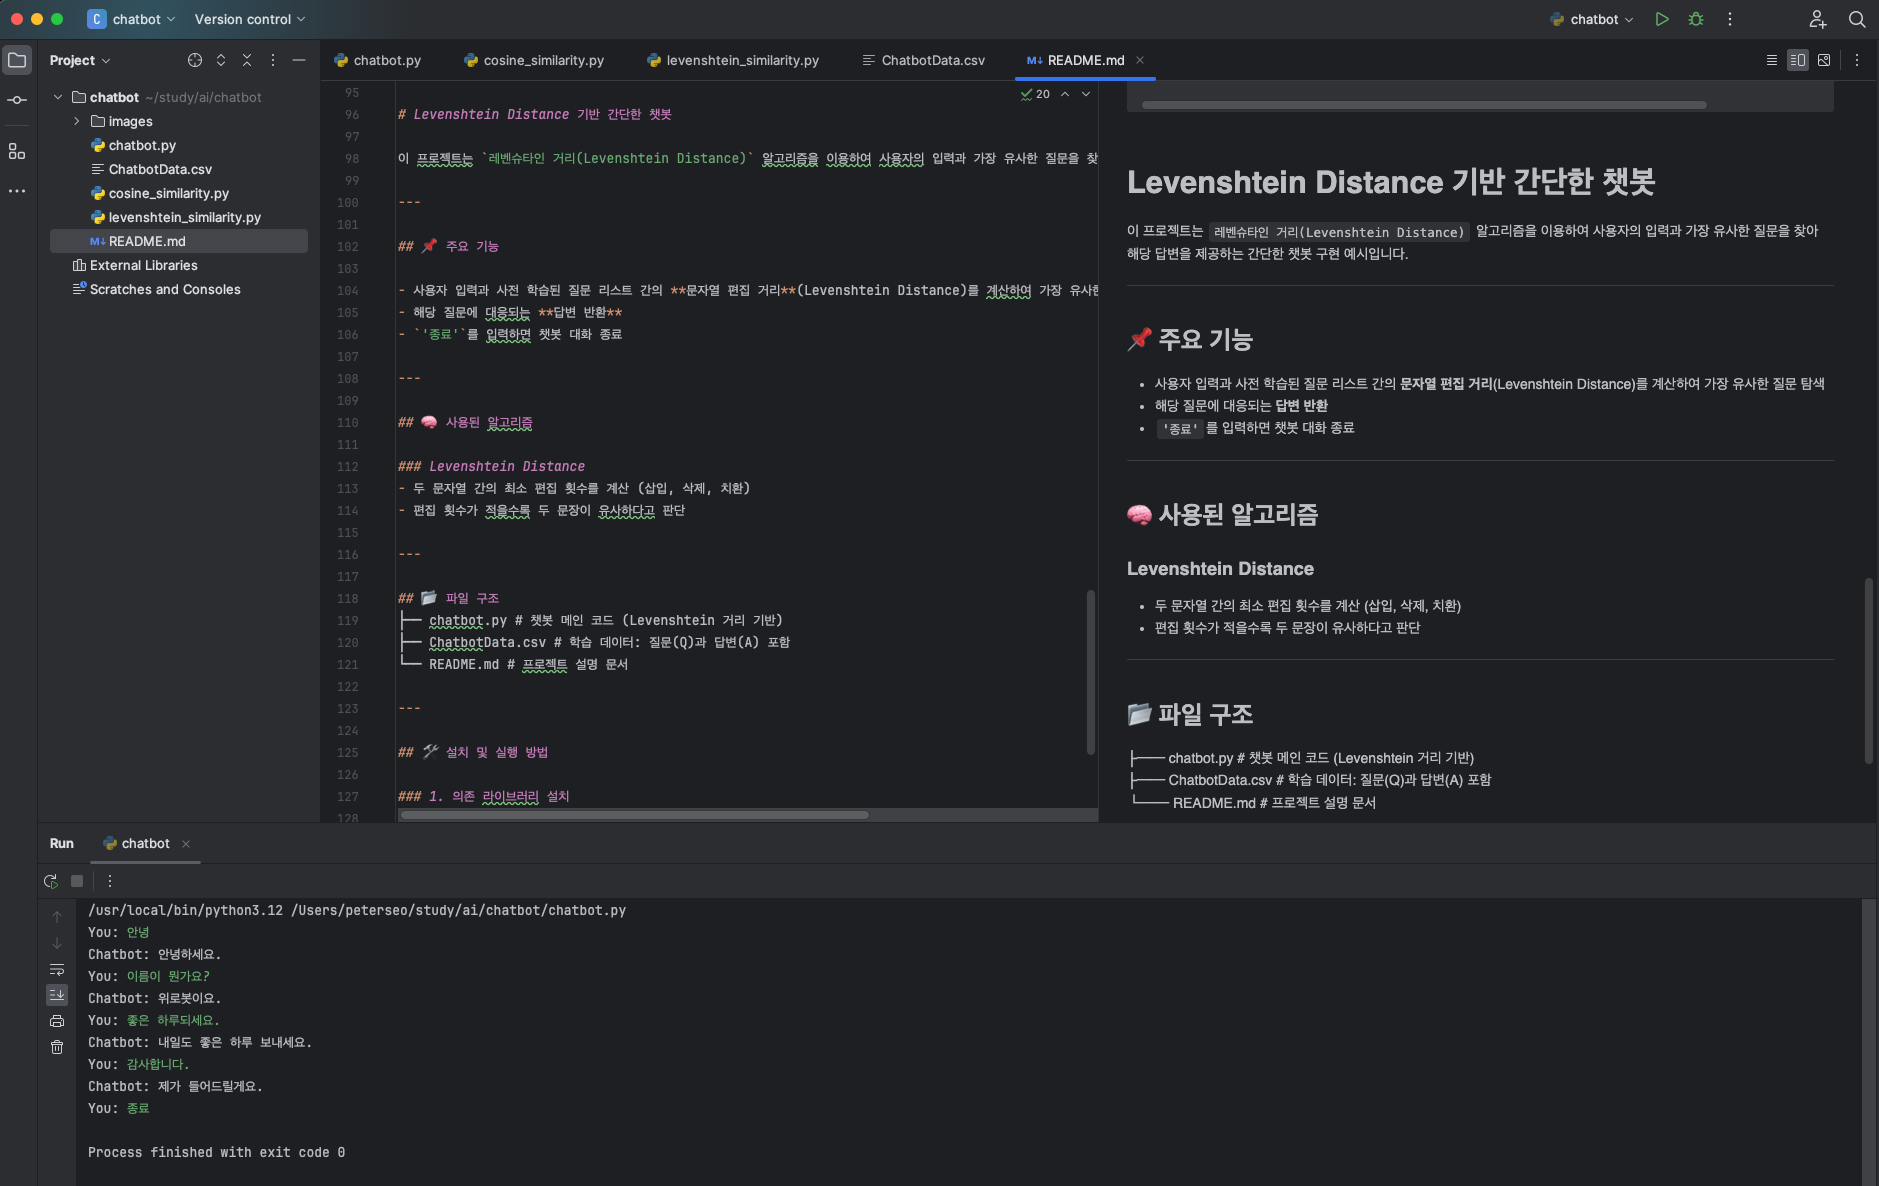 C chatbot Version control chatbot
Project
chatbot ~/study/ai/chatbot
images
chatbot.py
ChatbotData.csv
cosine_similarity.py
levenshtein_similarity.py
M↓ README.md
External Libraries
Scratches and Consoles
chatbot.py cosine_similarity.py levenshtein_similarity.py ChatbotData.csv M↓ README.md
20
95
96 # Levenshtein Distance 기반 간단한 챗봇
97
98 이 프로젝트는 `레벤슈타인 거리(Levenshtein Distance)` 알고리즘을 이용하여 사용자의 입력과 가장 유사한 질문을 찾
99
100 ---
101
102 ## 📌 주요 기능
103
104 - 사용자 입력과 사전 학습된 질문 리스트 간의 **문자열 편집 거리**(Levenshtein Distance)를 계산하여 가장 유사한
105 - 해당 질문에 대응되는 **답변 반환**
106 - `'종료'`를 입력하면 챗봇 대화 종료
107
108 ---
109
110 ## 🧠 사용된 알고리즘
111
112 ### Levenshtein Distance
113 - 두 문자열 간의 최소 편집 횟수를 계산 (삽입, 삭제, 치환)
114 - 편집 횟수가 적을수록 두 문장이 유사하다고 판단
115
116 ---
117
118 ## 📂 파일 구조
119 ├── chatbot.py # 챗봇 메인 코드 (Levenshtein 거리 기반)
120 ├── ChatbotData.csv # 학습 데이터: 질문(Q)과 답변(A) 포함
121 └── README.md # 프로젝트 설명 문서
122
123 ---
124
125 ## 🛠 설치 및 실행 방법
126
127 ### 1. 의존 라이브러리 설치
128
Levenshtein Distance 기반 간단한 챗봇
이 프로젝트는 레벤슈타인 거리(Levenshtein Distance) 알고리즘을 이용하여 사용자의 입력과 가장 유사한 질문을 찾아
해당 답변을 제공하는 간단한 챗봇 구현 예시입니다.
📌 주요 기능
• 사용자 입력과 사전 학습된 질문 리스트 간의 문자열 편집 거리(Levenshtein Distance)를 계산하여 가장 유사한 질문 탐색
• 해당 질문에 대응되는 답변 반환
• '종료' 를 입력하면 챗봇 대화 종료
🧠 사용된 알고리즘
Levenshtein Distance
• 두 문자열 간의 최소 편집 횟수를 계산 (삽입, 삭제, 치환)
• 편집 횟수가 적을수록 두 문장이 유사하다고 판단
📂 파일 구조
├── chatbot.py # 챗봇 메인 코드 (Levenshtein 거리 기반)
├── ChatbotData.csv # 학습 데이터: 질문(Q)과 답변(A) 포함
└── README.md # 프로젝트 설명 문서
Run chatbot
/usr/local/bin/python3.12 /Users/peterseo/study/ai/chatbot/chatbot.py
You: 안녕
Chatbot: 안녕하세요.
You: 이름이 뭔가요?
Chatbot: 위로봇이요.
You: 좋은 하루되세요.
Chatbot: 내일도 좋은 하루 보내세요.
You: 감사합니다.
Chatbot: 제가 들어드릴게요.
You: 종료
Process finished with exit code 0